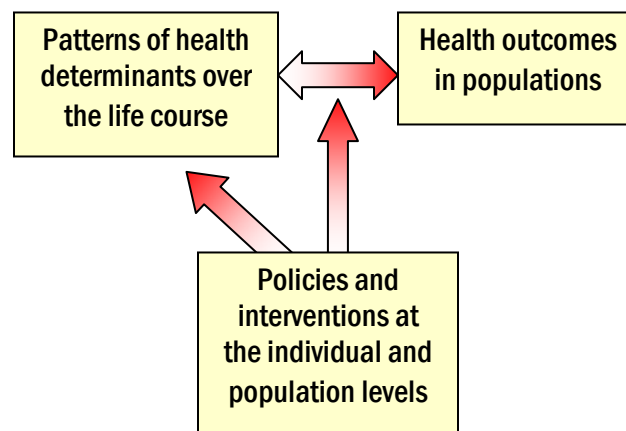 Patterns of health
determinants over
the life course
Health outcomes
in populations
Policies and
interventions at
the individual and
population levels